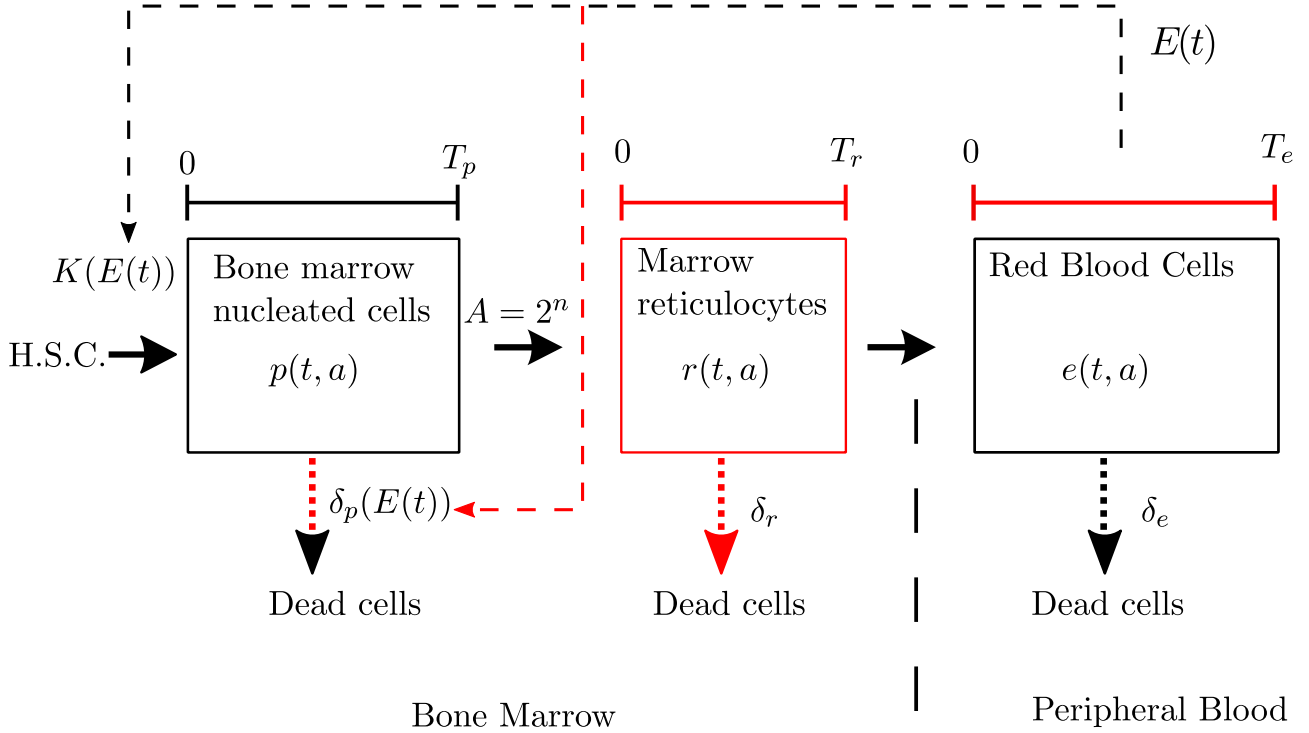 E(t)
0
T_p
0
T_r
0
T_e
K(E(t))
H.S.C.
Bone marrow
nucleated cells
p(t, a)
A = 2^n
Marrow
reticulocytes
r(t, a)
Red Blood Cells
e(t, a)
δ_p(E(t))
δ_r
δ_e
Dead cells
Dead cells
Dead cells
Bone Marrow
Peripheral Blood